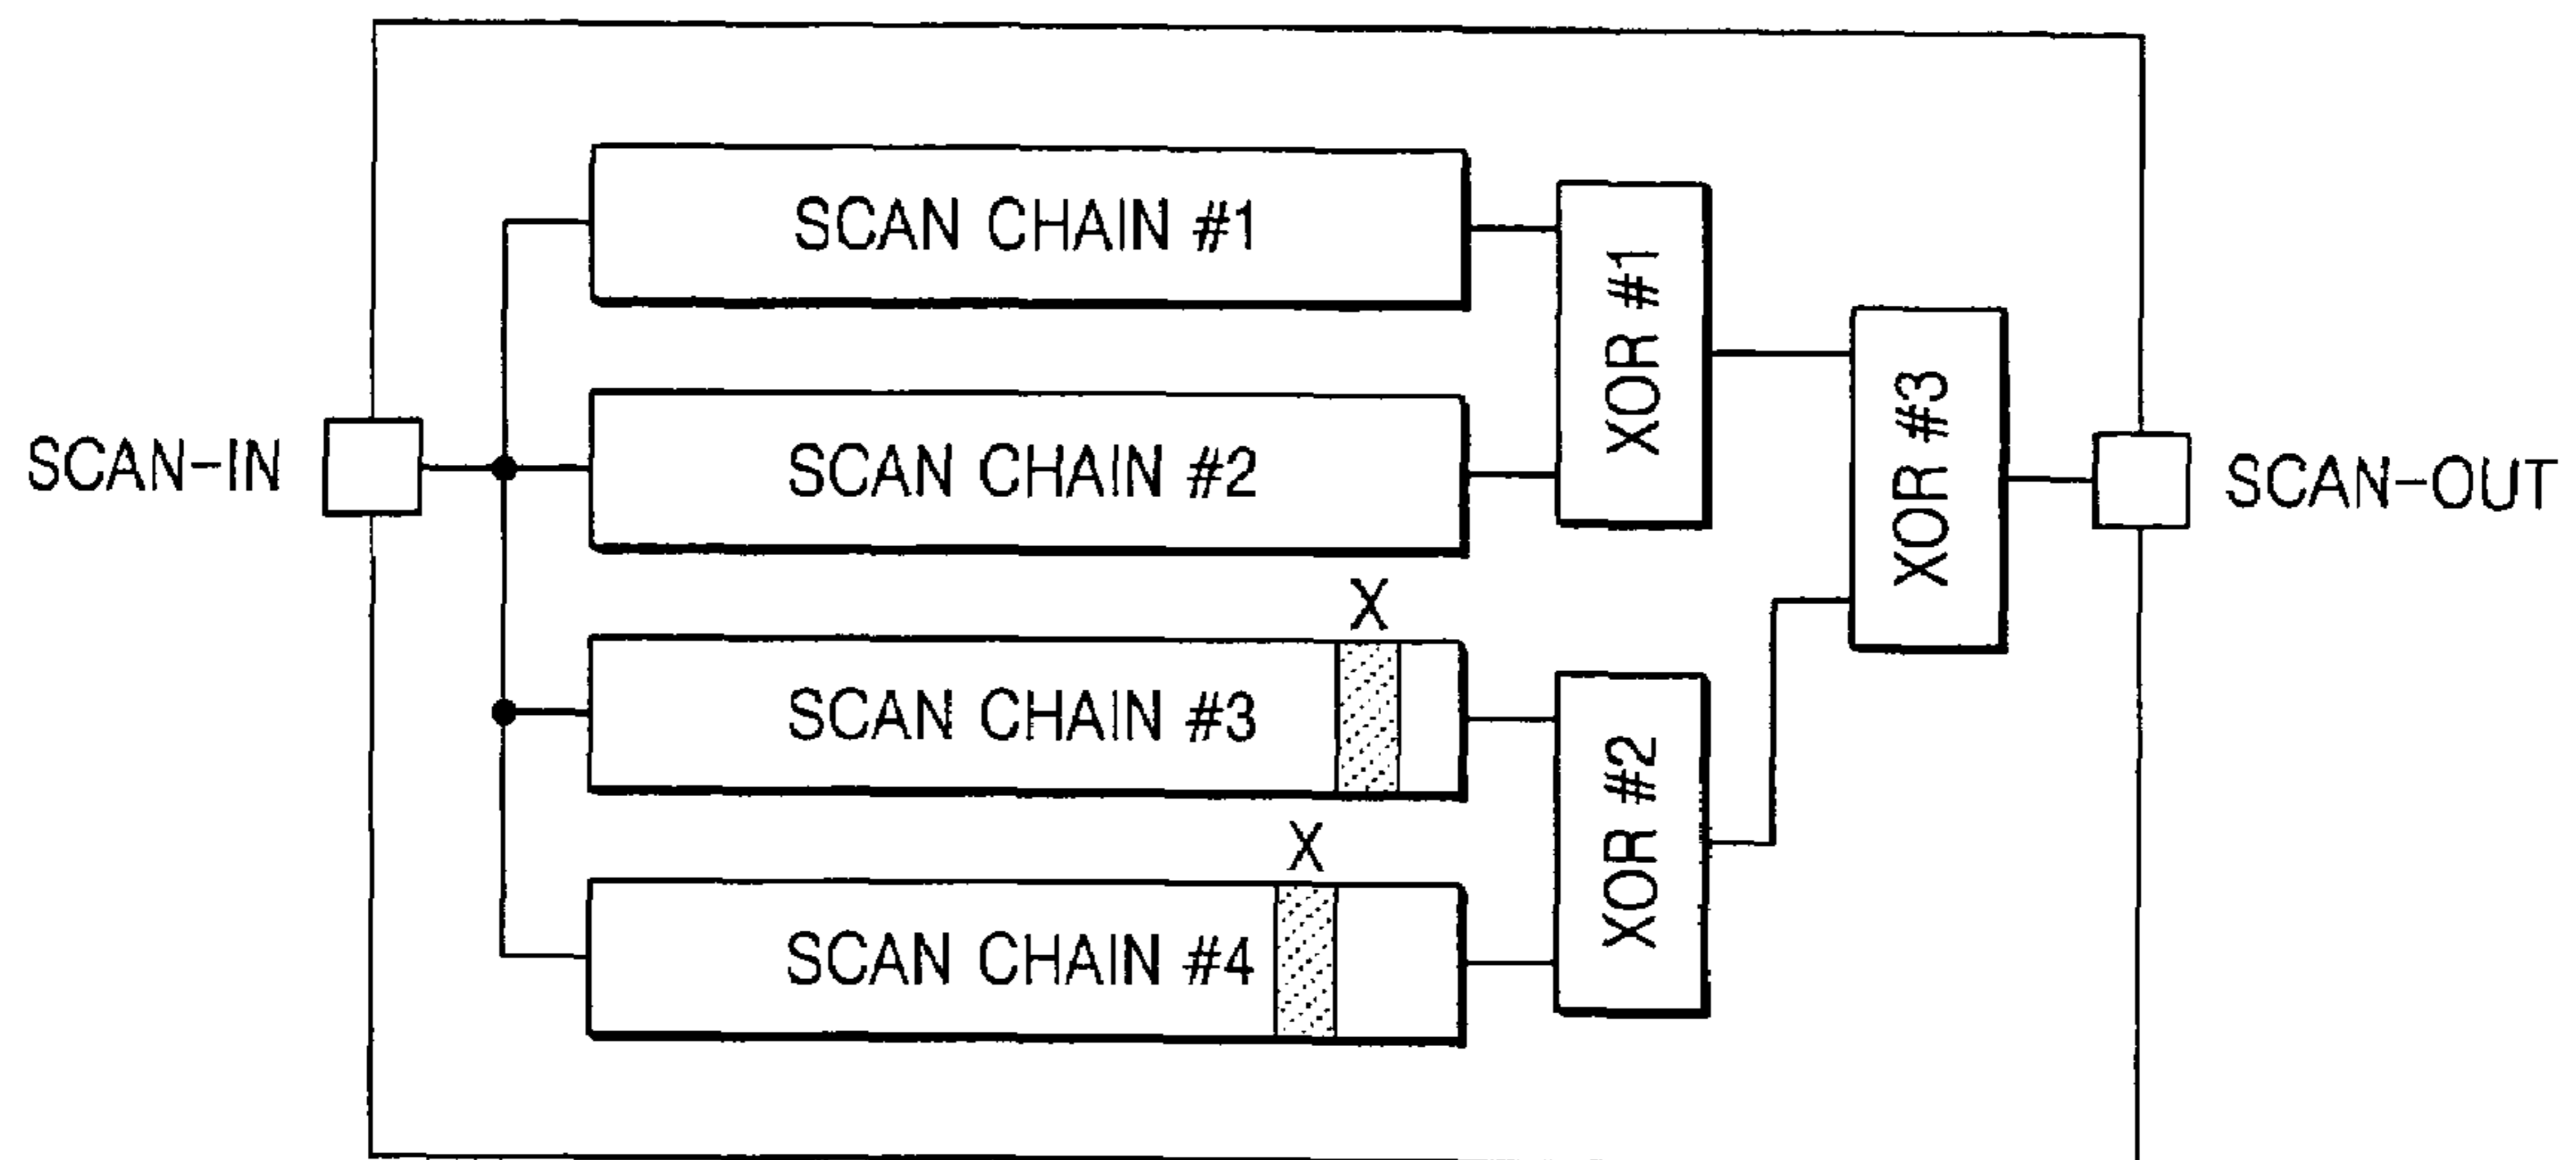 SCAN-IN
SCAN CHAIN #1
SCAN CHAIN #2
X
SCAN CHAIN #3
X
SCAN CHAIN #4
XOR #1
XOR #2
XOR #3
SCAN-OUT